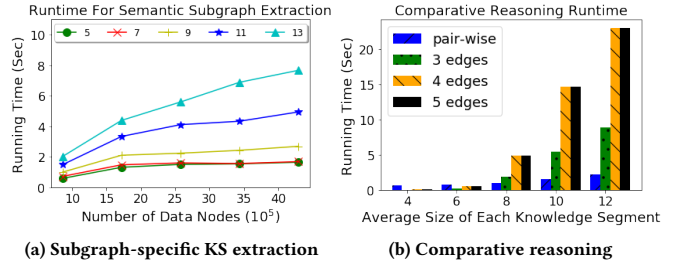 Runtime For Semantic Subgraph Extraction
5 7 9 11 13
10
8
6
4
2
0
Running Time (Sec)
10 15 20 25 30 35 40
Number of Data Nodes (10^5)
(a) Subgraph-specific KS extraction
Comparative Reasoning Runtime
pair-wise
3 edges
4 edges
5 edges
20
15
10
5
0
Running Time (Sec)
4 6 8 10 12
Average Size of Each Knowledge Segment
(b) Comparative reasoning